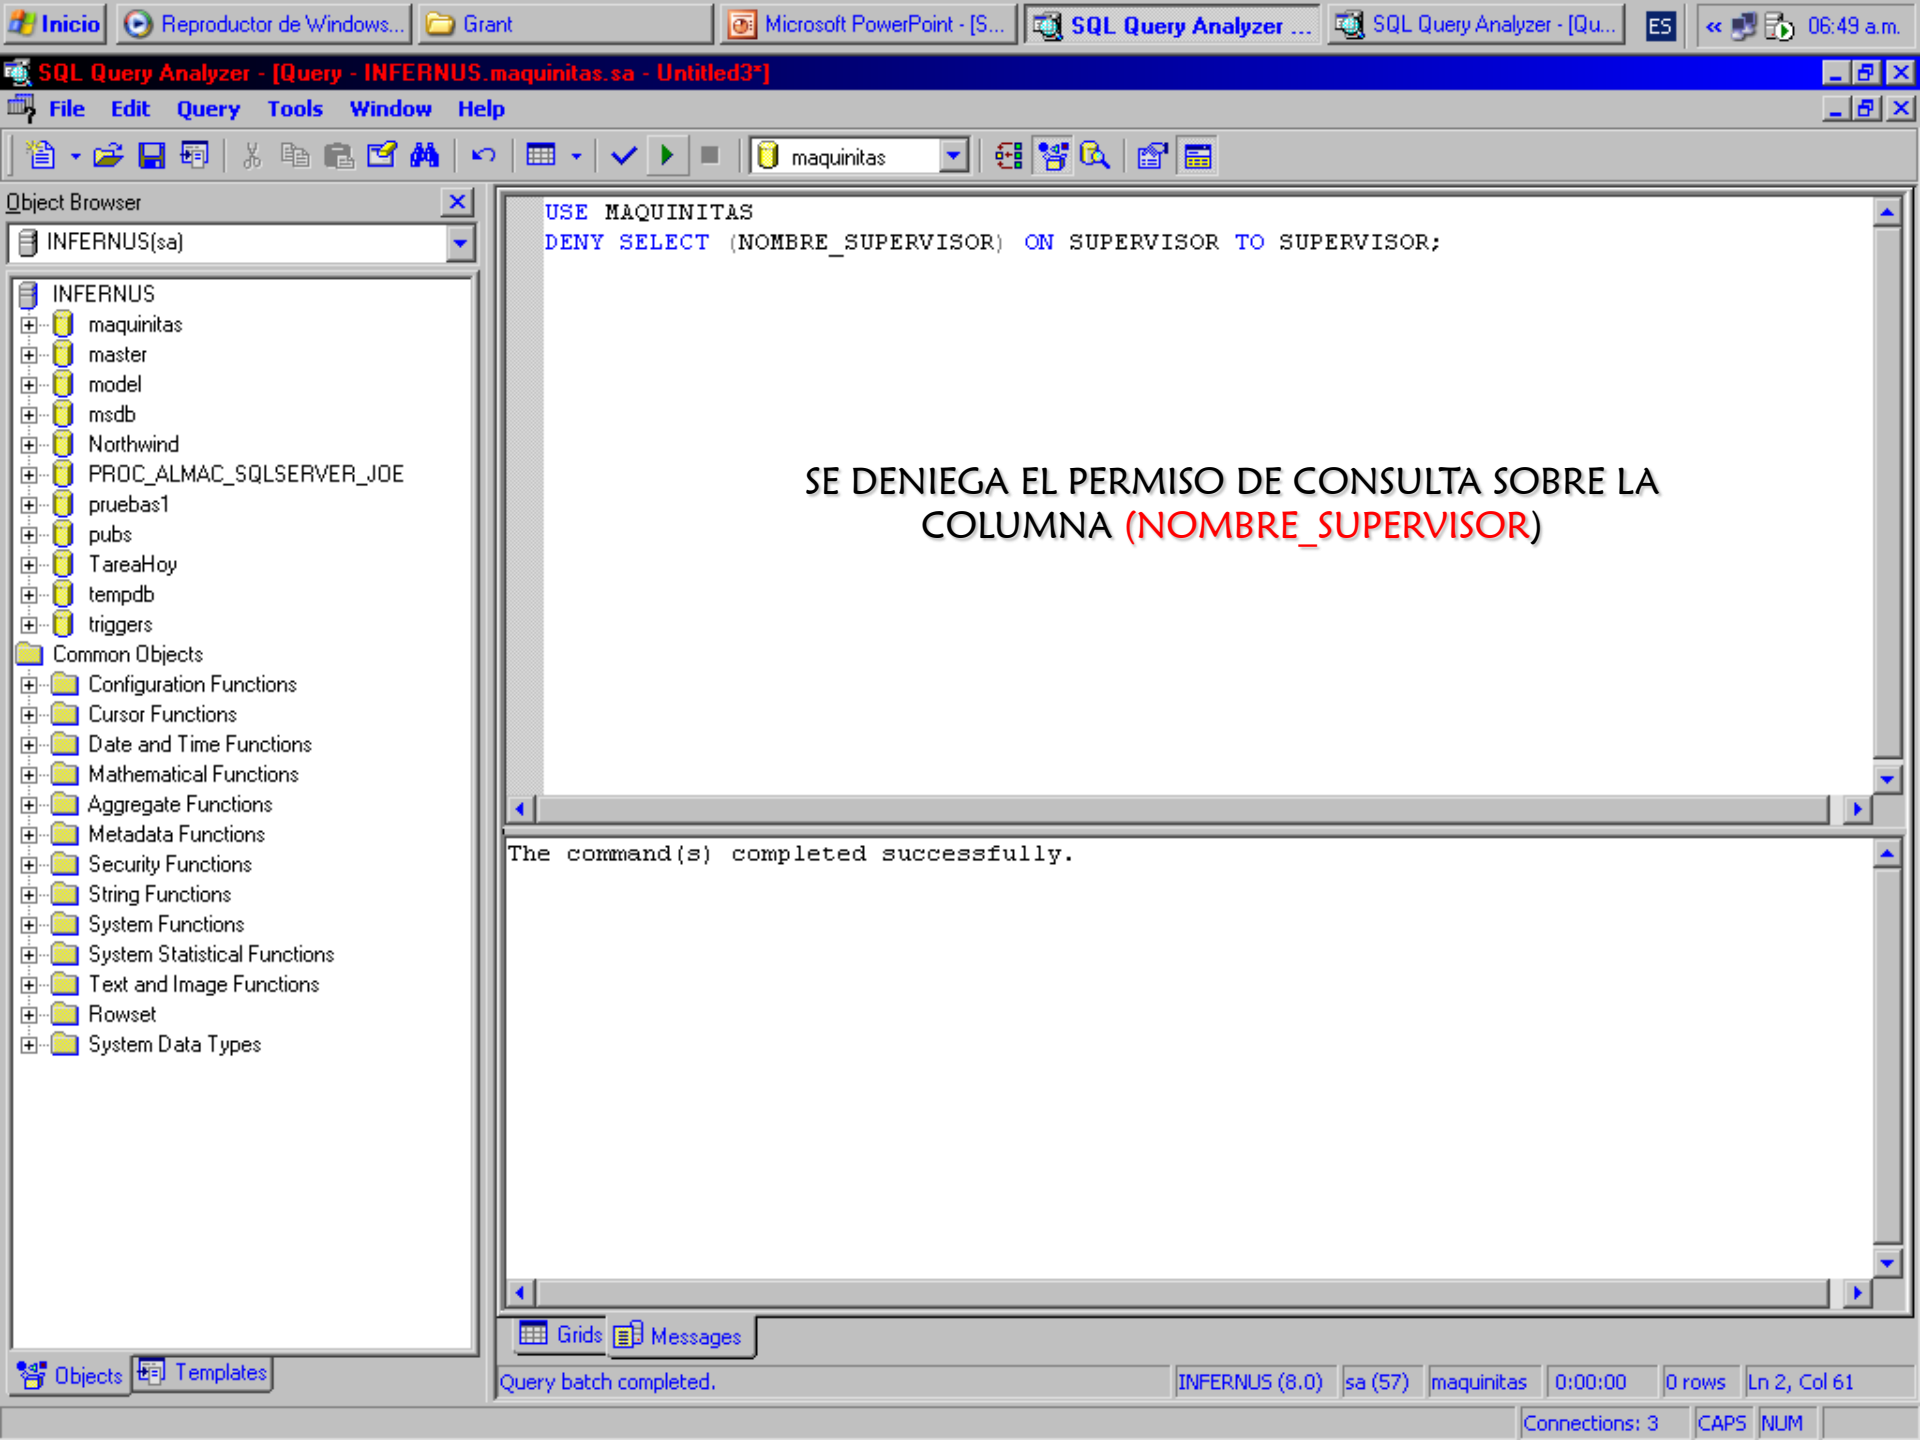 Inicio
Reproductor de Windows...
Grant
Microsoft PowerPoint - [S...
SQL Query Analyzer ...
SQL Query Analyzer - [Qu...
ES
«
06:49 a.m.
SQL Query Analyzer - [Query - INFERNUS.maquinitas.sa - Untitled3*]
File Edit Query Tools Window Help
maquinitas
Object Browser
INFERNUS(sa)
INFERNUS
maquinitas
master
model
msdb
Northwind
PROC_ALMAC_SQLSERVER_JOE
pruebas1
pubs
TareaHoy
tempdb
triggers
Common Objects
Configuration Functions
Cursor Functions
Date and Time Functions
Mathematical Functions
Aggregate Functions
Metadata Functions
Security Functions
String Functions
System Functions
System Statistical Functions
Text and Image Functions
Rowset
System Data Types
Objects
Templates
USE MAQUINITAS
DENY SELECT (NOMBRE_SUPERVISOR) ON SUPERVISOR TO SUPERVISOR;
SE DENIEGA EL PERMISO DE CONSULTA SOBRE LA
COLUMNA (NOMBRE_SUPERVISOR)
The command(s) completed successfully.
Grids
Messages
Query batch completed.
INFERNUS (8.0)
sa (57)
maquinitas
0:00:00
0 rows
Ln 2, Col 61
Connections: 3
CAPS
NUM